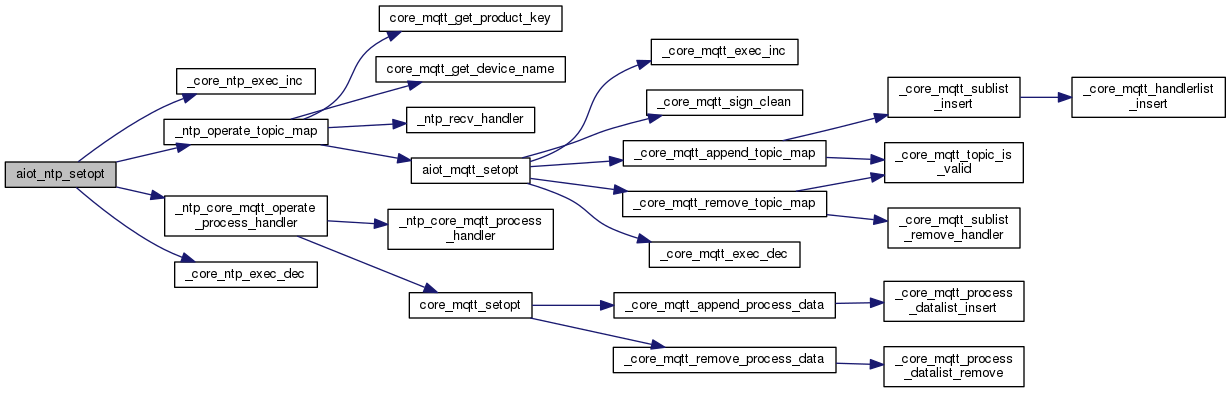 aiot_ntp_setopt
_core_ntp_exec_inc
_ntp_operate_topic_map
_ntp_core_mqtt_operate
_process_handler
_core_ntp_exec_dec
core_mqtt_get_product_key
core_mqtt_get_device_name
_ntp_recv_handler
aiot_mqtt_setopt
_ntp_core_mqtt_process
_handler
core_mqtt_setopt
_core_mqtt_exec_inc
_core_mqtt_sign_clean
_core_mqtt_append_topic_map
_core_mqtt_remove_topic_map
_core_mqtt_exec_dec
_core_mqtt_append_process_data
_core_mqtt_remove_process_data
_core_mqtt_sublist
_insert
_core_mqtt_topic_is
_valid
_core_mqtt_sublist
_remove_handler
_core_mqtt_process
_datalist_insert
_core_mqtt_process
_datalist_remove
_core_mqtt_handlerlist
_insert